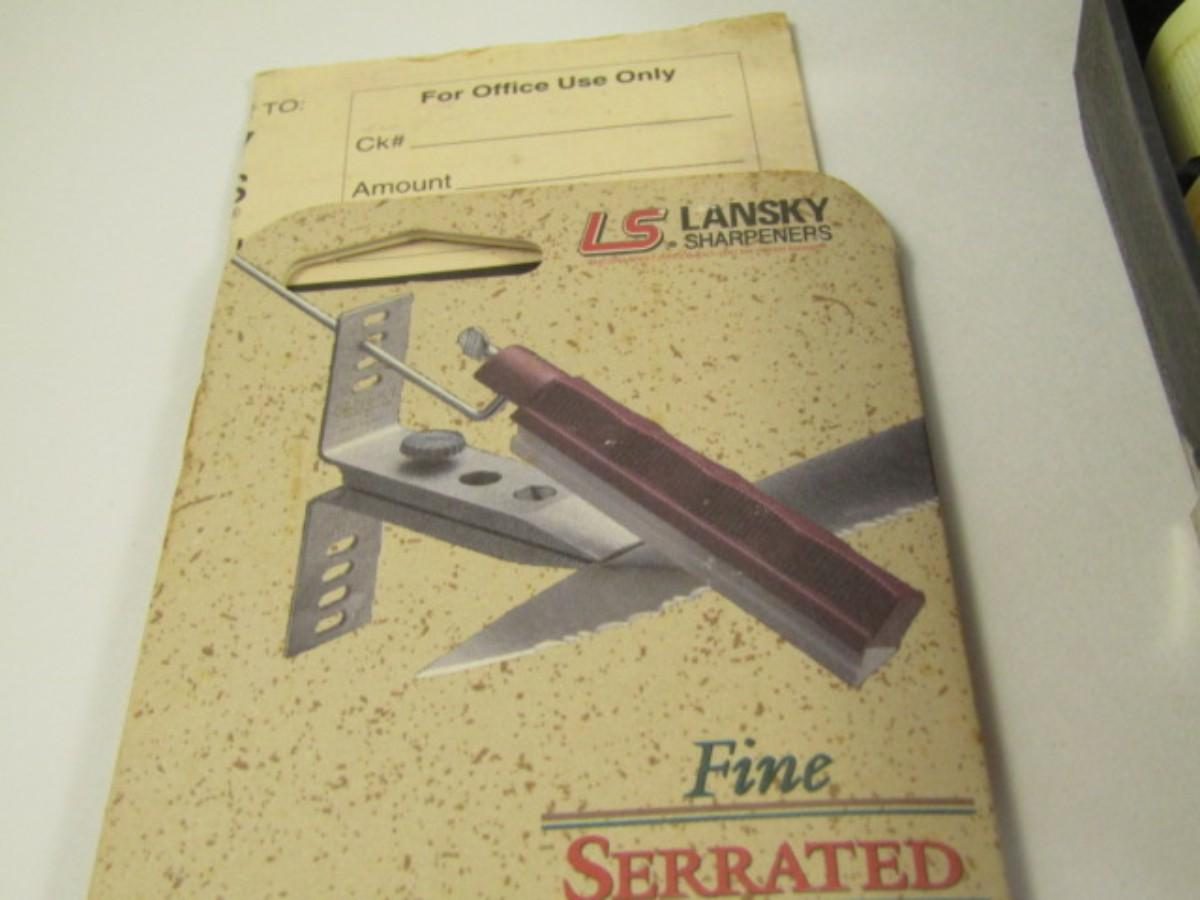 TO:
For Office Use Only
Ck#
Amount
LS LANSKY
SHARPENERS
Fine
SERRATED